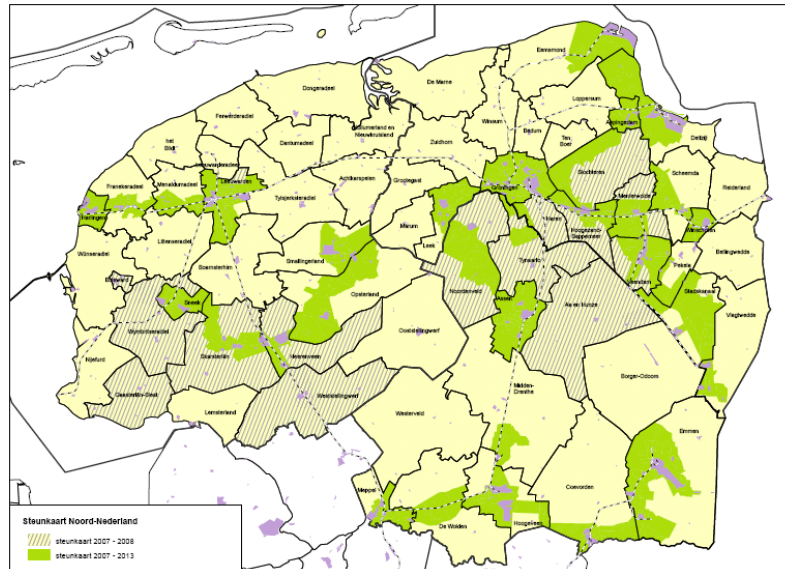 Eemsmond
Dongeradeel
De Marne
Loppersum
Ferwerderadeel
Winsum
Bedum
Appingedam
Kollumerland en
Nieuwkruisland
Ten
Boer
Delfzijl
het
Bildt
Dantumadeel
Zuidhorn
Leeuwarderadeel
Slochteren
Scheemda
Menaldumadeel
Leeuwarden
Achtkarspelen
Grootegast
Groningen
Franekeradeel
Menterwolde
Reiderland
Tytsjerksteradiel
Harlingen
Marum
Haren
Hoogezand-
Sappemeer
Winschoten
Littenseradiel
Leek
Wûnseradiel
Smallingerland
Tynaarlo
Pekela
Bellingwedde
Boarnsterhim
Veendam
Bolsward
Opsterland
Noordenveld
Stadskanaal
Sneek
Assen
Aa en Hunze
Vlagtwedde
Wymbritseradiel
Ooststellingwerf
Nijefurd
Skarsterlân
Heerenveen
Midden-
Drenthe
Borger-Odoorn
Gaasterlân-Sleat
Weststellingwerf
Lemsterland
Westerveld
Emmen
Meppel
Coevorden
De Wolden
Hoogeveen
Steunkaart Noord-Nederland
steunkaart 2007 - 2008
steunkaart 2007 - 2013